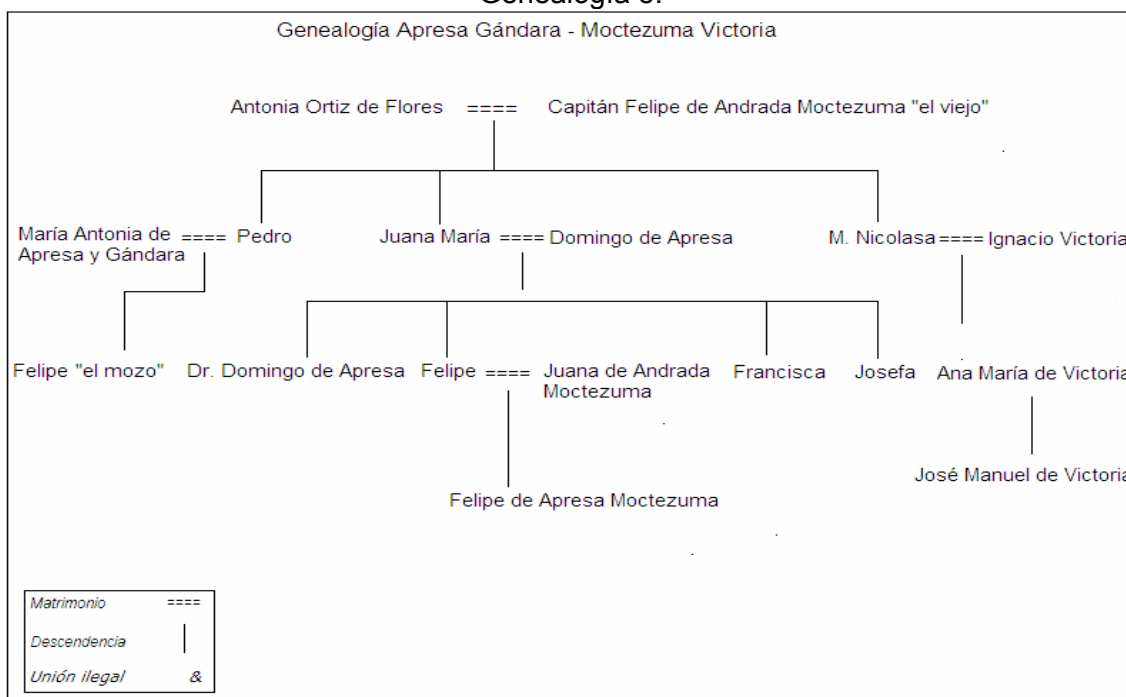 Genealogía 5.
Genealogía Apresa Gándara - Moctezuma Victoria
Antonia Ortiz de Flores ==== Capitán Felipe de Andrada Moctezuma "el viejo"
María Antonia de Apresa y Gándara ==== Pedro
Juana María ==== Domingo de Apresa
M. Nicolasa ==== Ignacio Victoria
Felipe "el mozo"
Dr. Domingo de Apresa
Felipe ==== Juana de Andrada Moctezuma
Francisca
Josefa
Ana María de Victoria
José Manuel de Victoria
Felipe de Apresa Moctezuma
Matrimonio ====
Descendencia |
Unión ilegal &